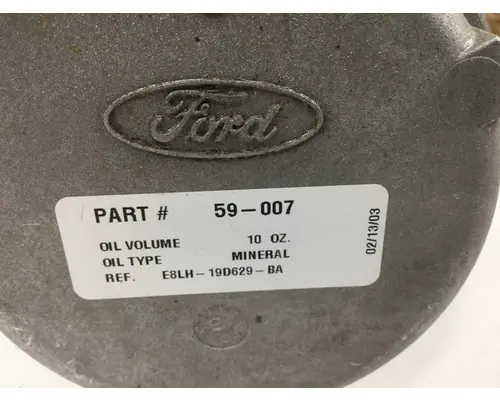 Ford
PART # 59-007
OIL VOLUME 10 OZ.
OIL TYPE MINERAL
REF. E8LH-19D629-BA
02/13/03